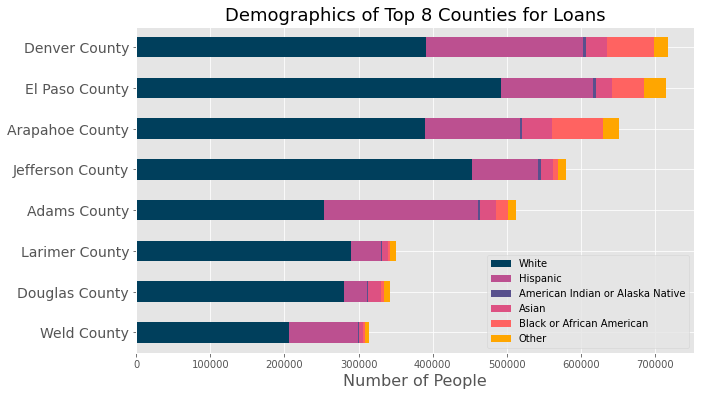 Demographics of Top 8 Counties for Loans
Denver County
El Paso County
Arapahoe County
Jefferson County
Adams County
Larimer County
Douglas County
Weld County
White
Hispanic
American Indian or Alaska Native
Asian
Black or African American
Other
0 100000 200000 300000 400000 500000 600000 700000
Number of People